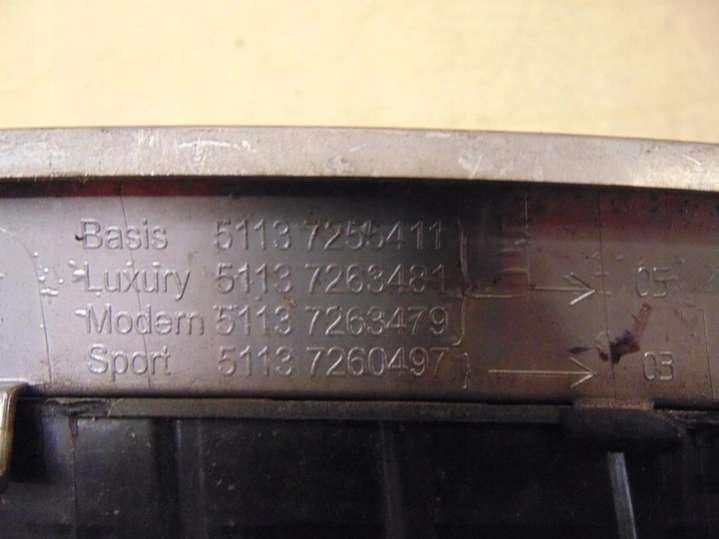 Basis 5113 7255411
Luxury 5113 7263481 05
Modern 5113 7263479
Sport 5113 7260497 03